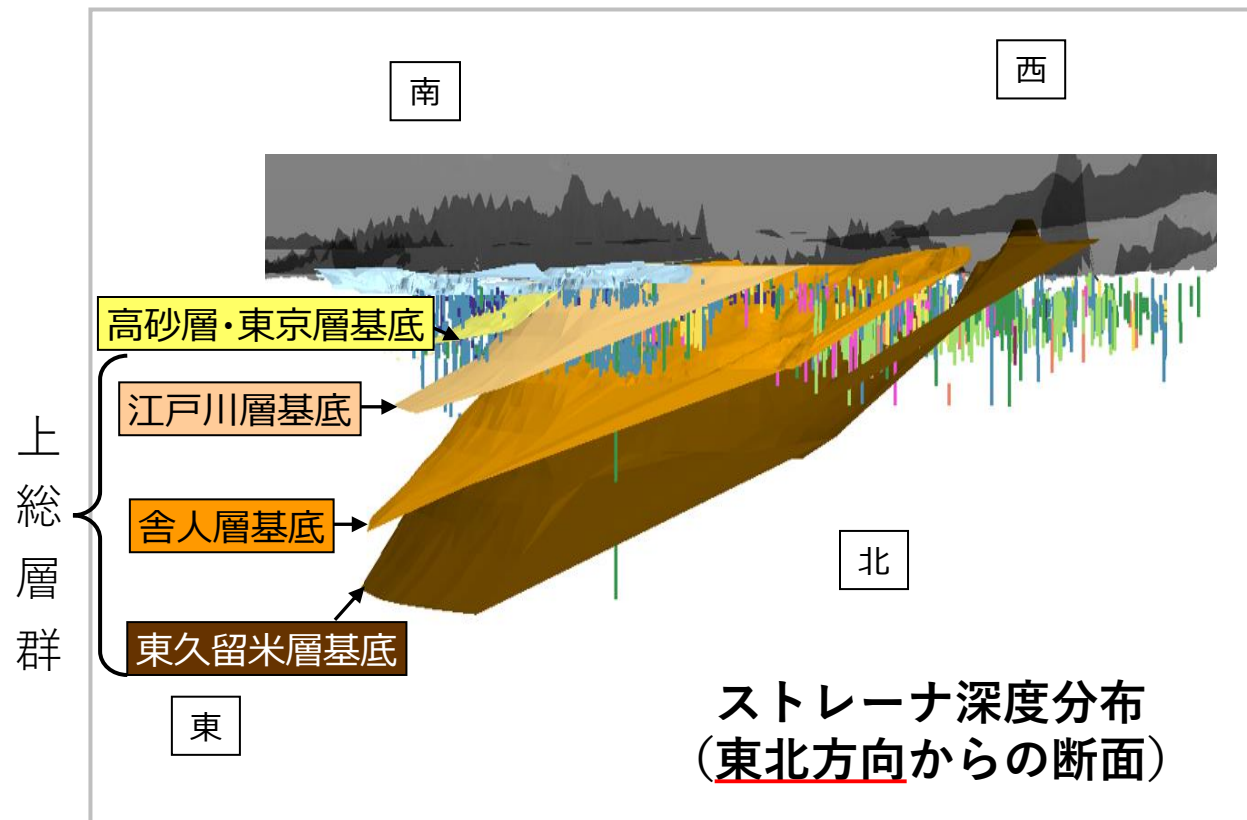 南
西
高砂層・東京層基底
江戸川層基底
舎人層基底
東久留米層基底
上総層群
北
東
ストレーナ深度分布
（東北方向からの断面）